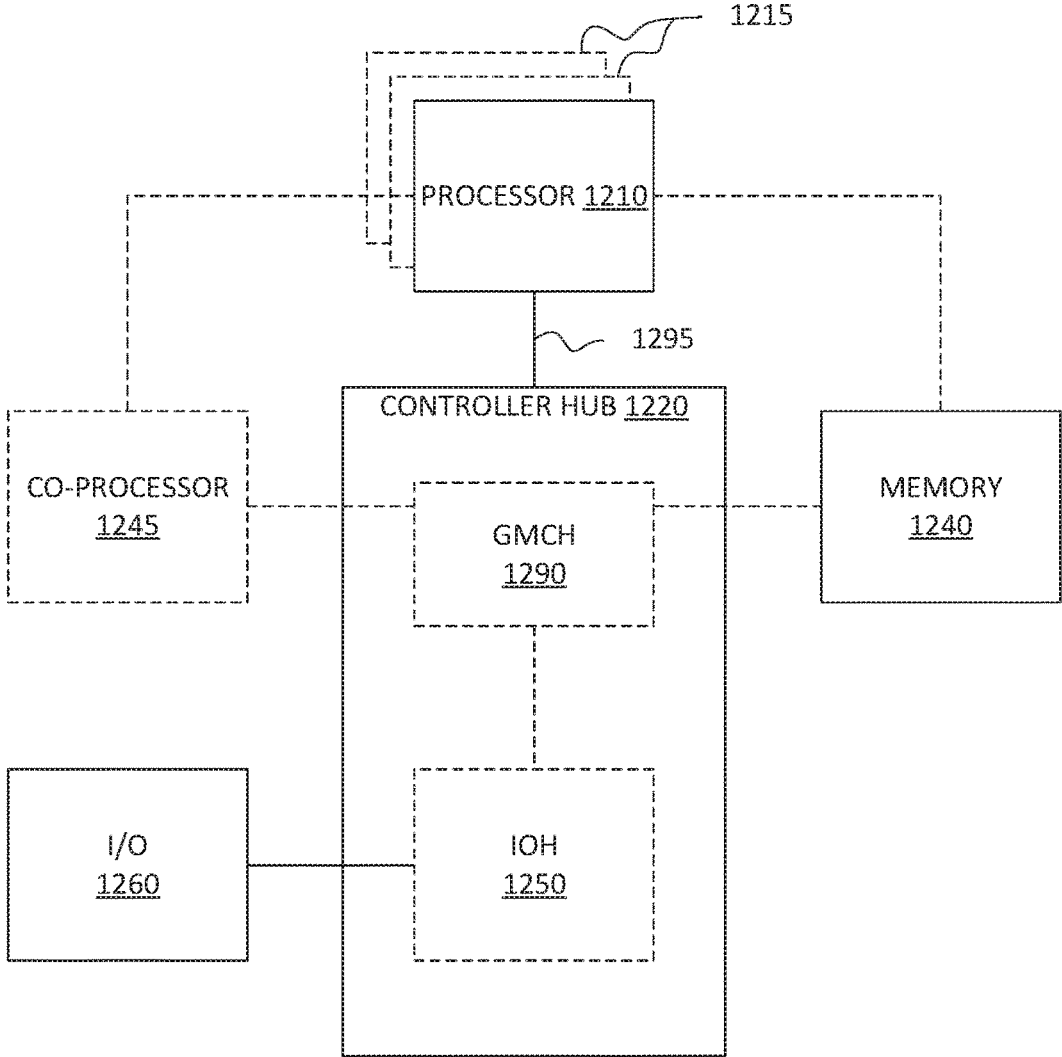 1215
PROCESSOR 1210
1295
CONTROLLER HUB 1220
CO-PROCESSOR
1245
GMCH
1290
MEMORY
1240
I/O
1260
IOH
1250